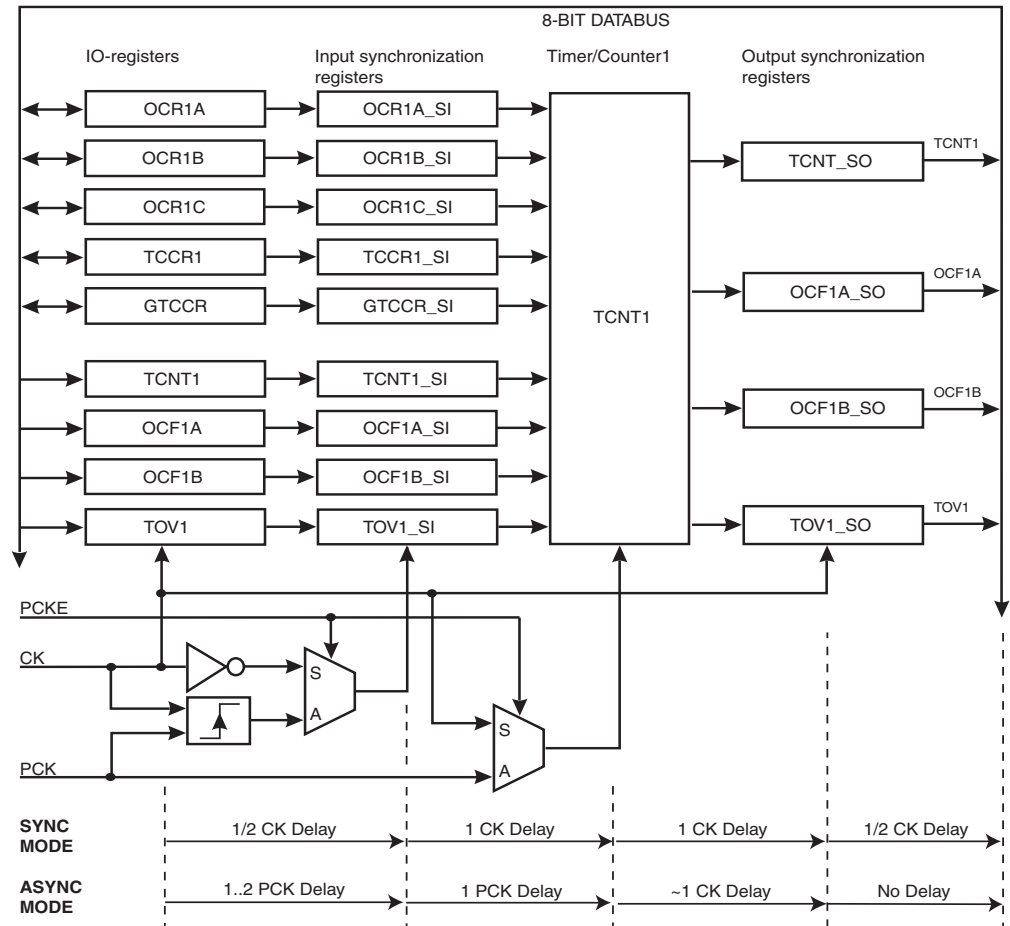 8-BIT DATABUS
IO-registers
Input synchronization
registers
Timer/Counter1
Output synchronization
registers
OCR1A
OCR1A_SI
OCR1B
OCR1B_SI
OCR1C
OCR1C_SI
TCCR1
TCCR1_SI
GTCCR
GTCCR_SI
TCNT1
TCNT1_SI
OCF1A
OCF1A_SI
OCF1B
OCF1B_SI
TOV1
TOV1_SI
TCNT1
TCNT_SO
TCNT1
OCF1A_SO
OCF1A
OCF1B_SO
OCF1B
TOV1_SO
TOV1
PCKE
CK
S
A
S
A
PCK
SYNC
MODE
1/2 CK Delay
1 CK Delay
1 CK Delay
1/2 CK Delay
ASYNC
MODE
1..2 PCK Delay
1 PCK Delay
~1 CK Delay
No Delay